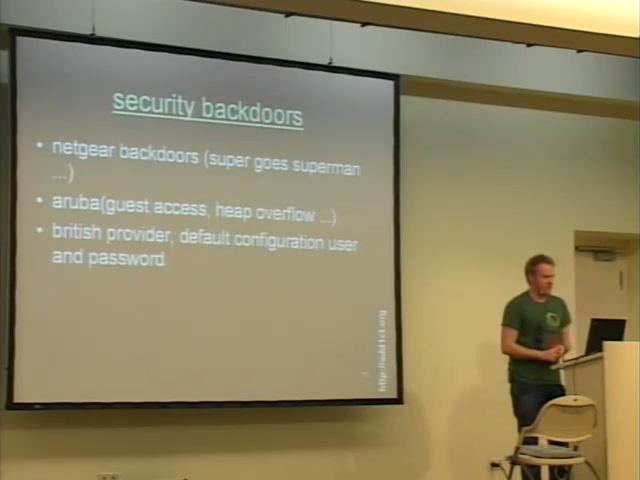 security backdoors
• netgear backdoors (super goes superman
...)
• aruba(guest access, heap overflow ...)
• british provider, default configuration user
and password